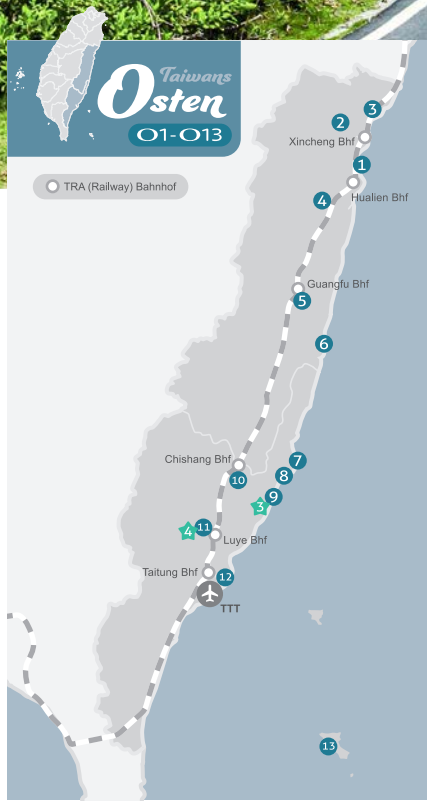 Taiwans
Osten
O1-O13
TRA (Railway) Bahnhof
3
2
Xincheng Bhf
1
4
Hualien Bhf
Guangfu Bhf
5
6
Chishang Bhf
7
8
10
9
3
4
11
Luye Bhf
Taitung Bhf
12
TTT
13